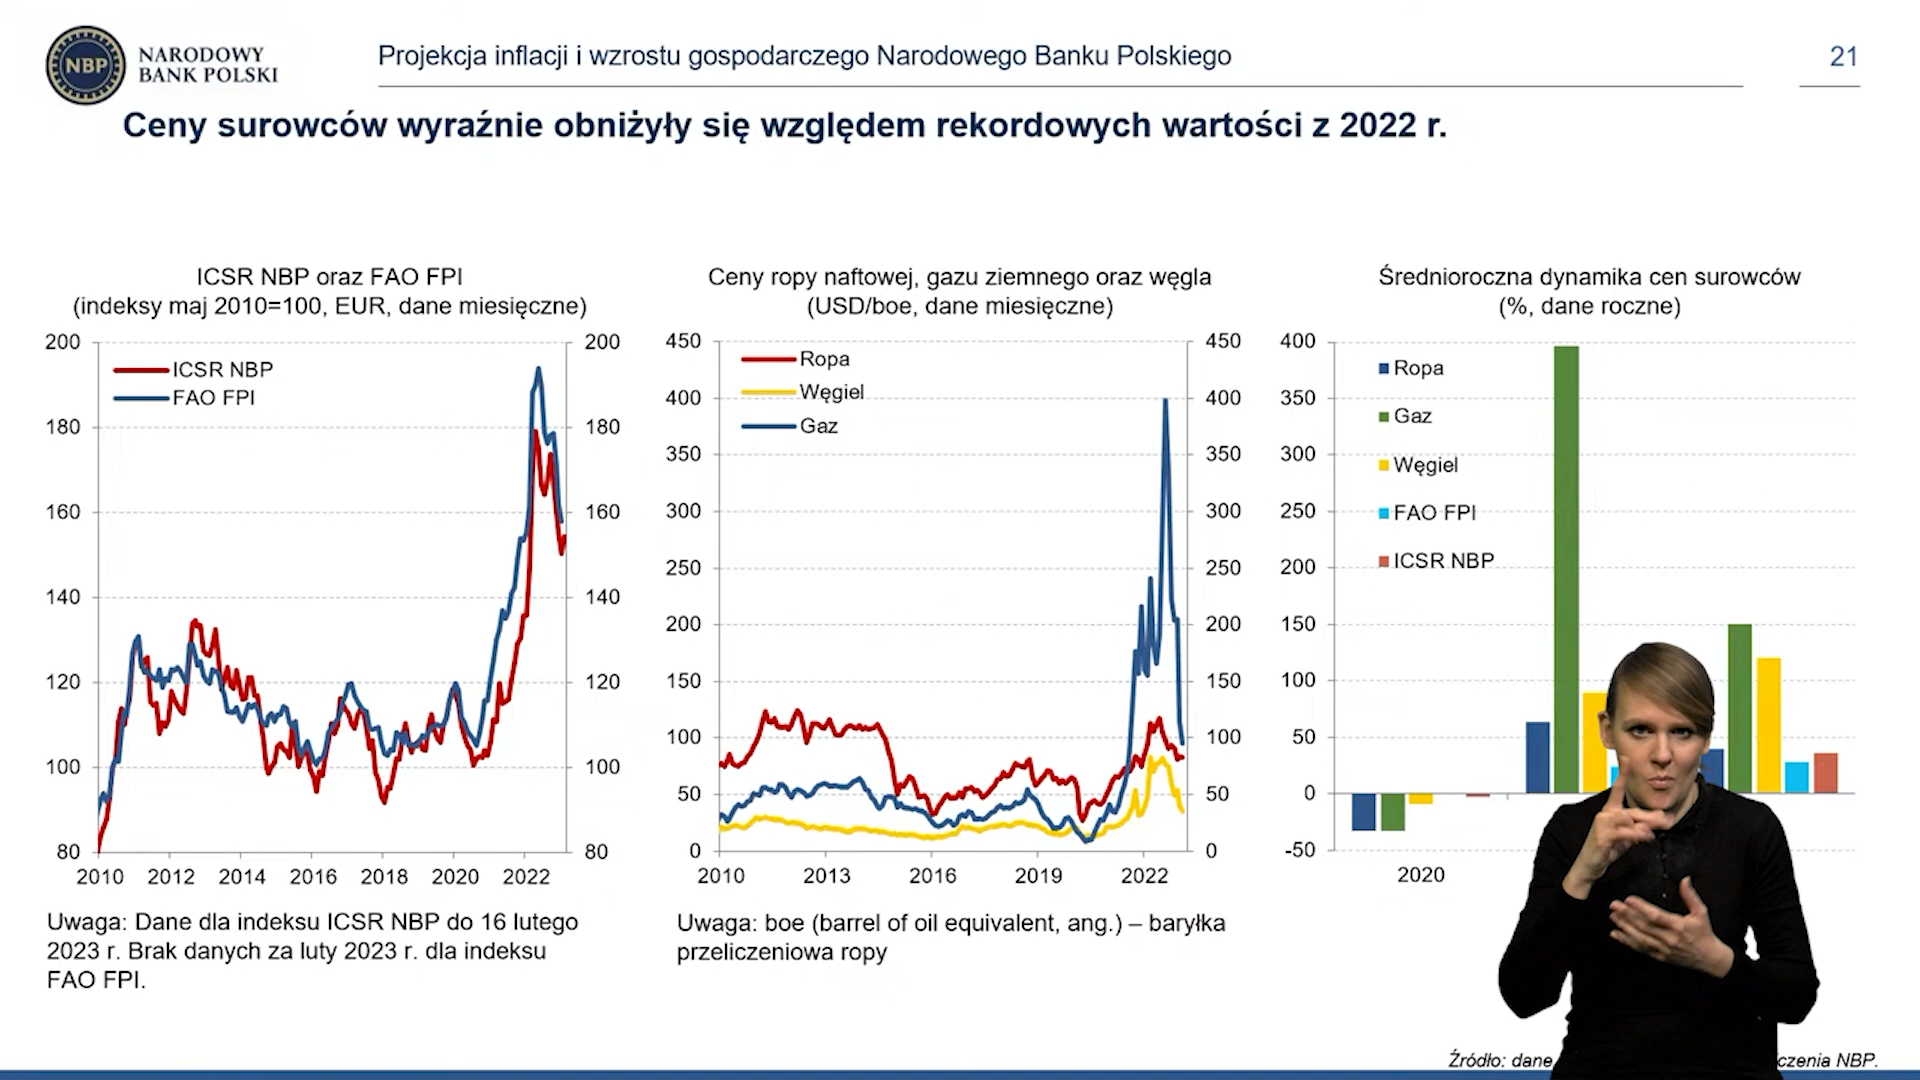 NBP
NARODOWY
BANK POLSKI
Projekcja inflacji i wzrostu gospodarczego Narodowego Banku Polskiego
21
Ceny surowców wyraźnie obniżyły się względem rekordowych wartości z 2022 r.
ICSR NBP oraz FAO FPI
(indeksy maj 2010=100, EUR, dane miesięczne)
200
180
160
140
120
100
80
ICSR NBP
FAO FPI
200
180
160
140
120
100
80
2010 2012 2014 2016 2018 2020 2022
Uwaga: Dane dla indeksu ICSR NBP do 16 lutego
2023 r. Brak danych za luty 2023 r. dla indeksu
FAO FPI.
Ceny ropy naftowej, gazu ziemnego oraz węgla
(USD/boe, dane miesięczne)
450
400
350
300
250
200
150
100
50
0
Ropa
Węgiel
Gaz
450
400
350
300
250
200
150
100
50
0
2010 2013 2016 2019 2022
Uwaga: boe (barrel of oil equivalent, ang.) – baryłka
przeliczeniowa ropy
Średnioroczna dynamika cen surowców
(%, dane roczne)
400
350
300
250
200
150
100
50
0
-50
Ropa
Gaz
Węgiel
FAO FPI
ICSR NBP
2020
Źródło: dane NBP.